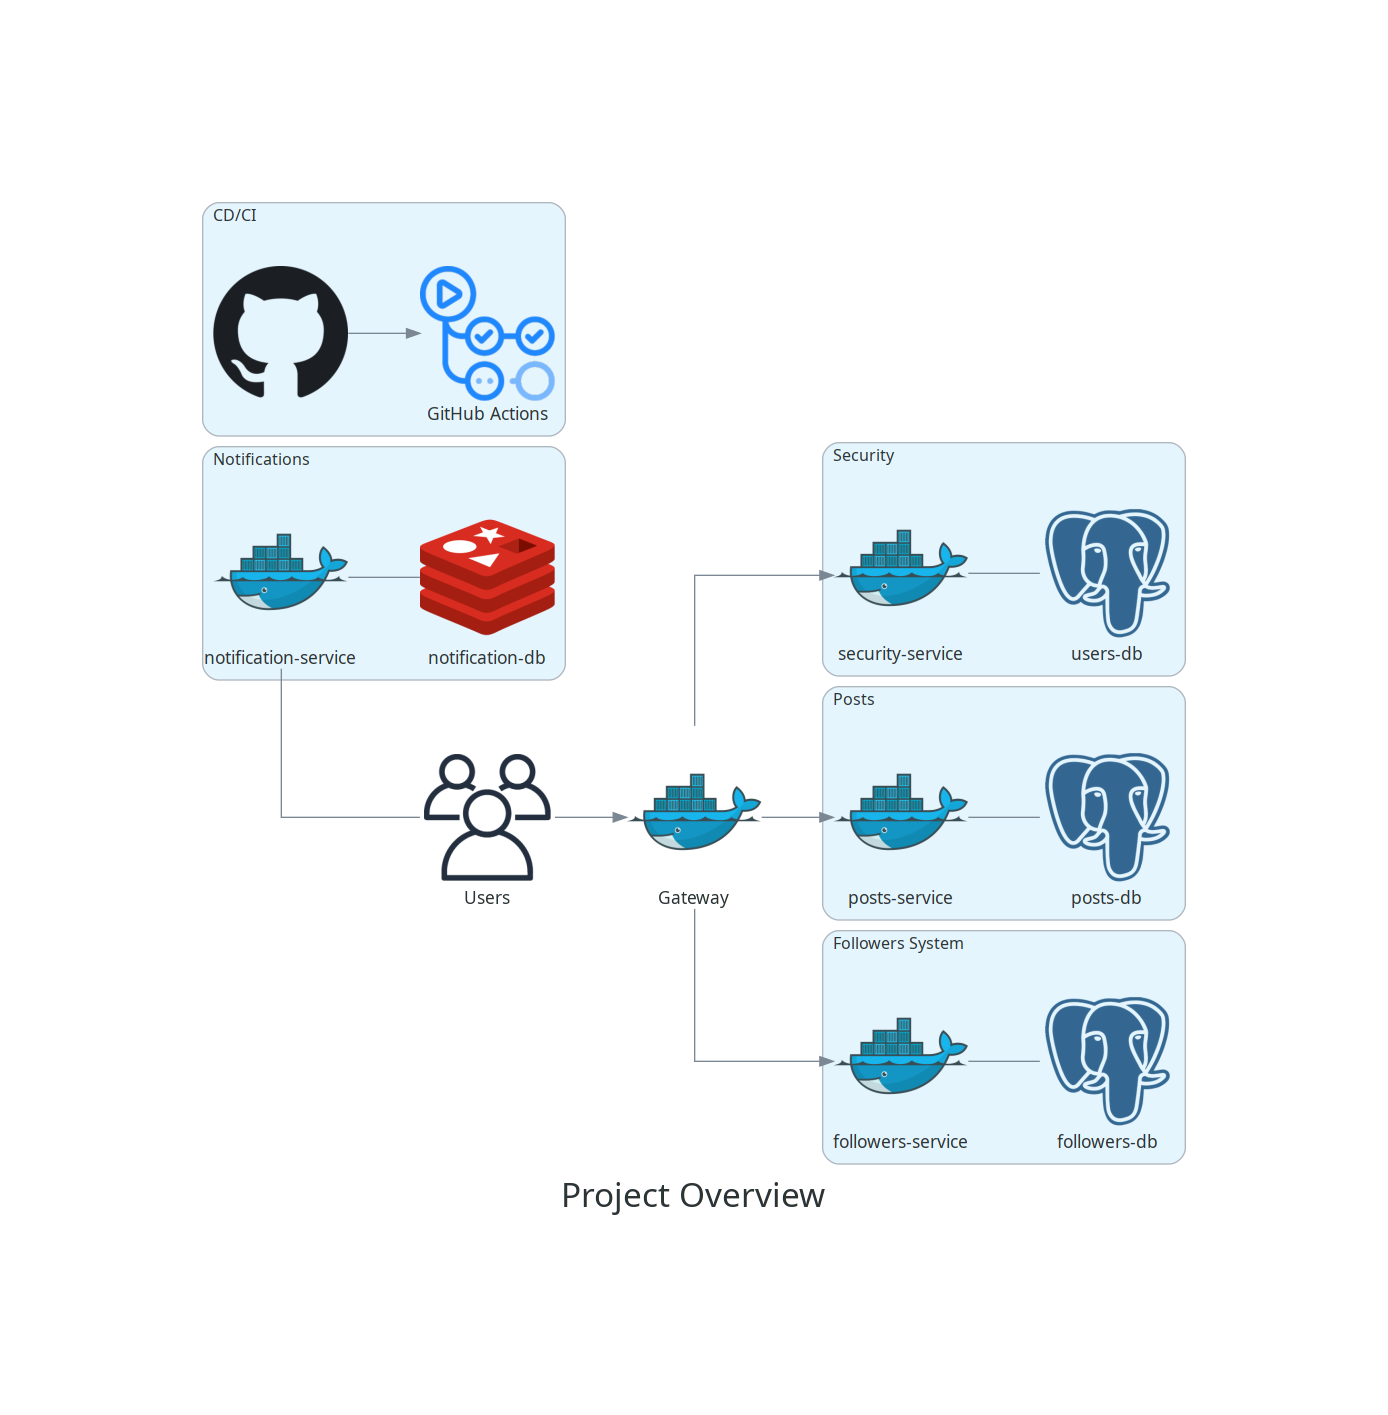 CD/CI
GitHub Actions
Notifications
notification-service
notification-db
Security
security-service
users-db
Posts
Users
Gateway
posts-service
posts-db
Followers System
followers-service
followers-db
Project Overview